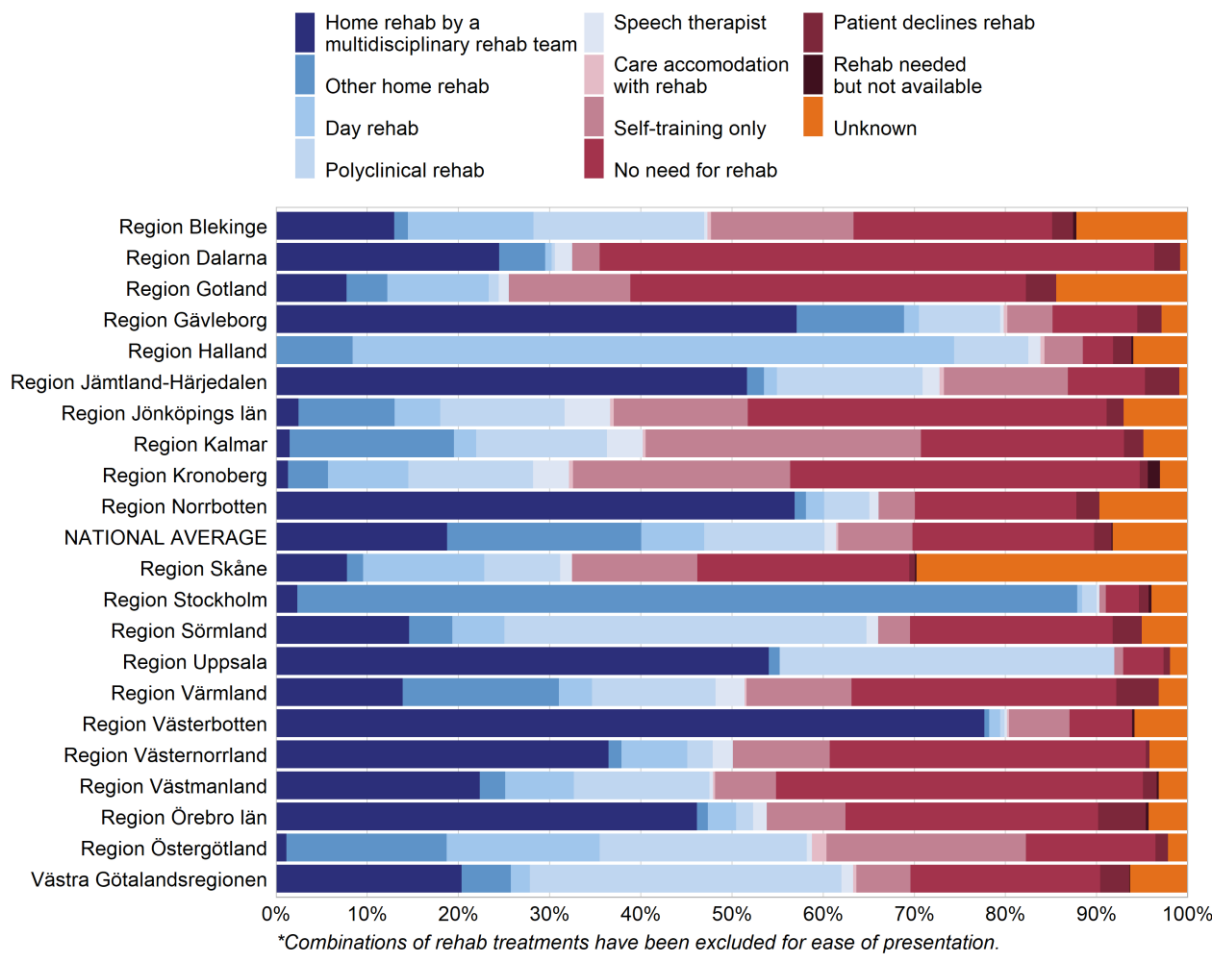 Home rehab by a
multidisciplinary rehab team
Other home rehab
Day rehab
Polyclinical rehab
Speech therapist
Care accomodation
with rehab
Self-training only
No need for rehab
Patient declines rehab
Rehab needed
but not available
Unknown
Region Blekinge
Region Dalarna
Region Gotland
Region Gävleborg
Region Halland
Region Jämtland-Härjedalen
Region Jönköpings län
Region Kalmar
Region Kronoberg
Region Norrbotten
NATIONAL AVERAGE
Region Skåne
Region Stockholm
Region Sörmland
Region Uppsala
Region Värmland
Region Västerbotten
Region Västernorrland
Region Västmanland
Region Örebro län
Region Östergötland
Västra Götalandsregionen
0% 10% 20% 30% 40% 50% 60% 70% 80% 90% 100%
*Combinations of rehab treatments have been excluded for ease of presentation.